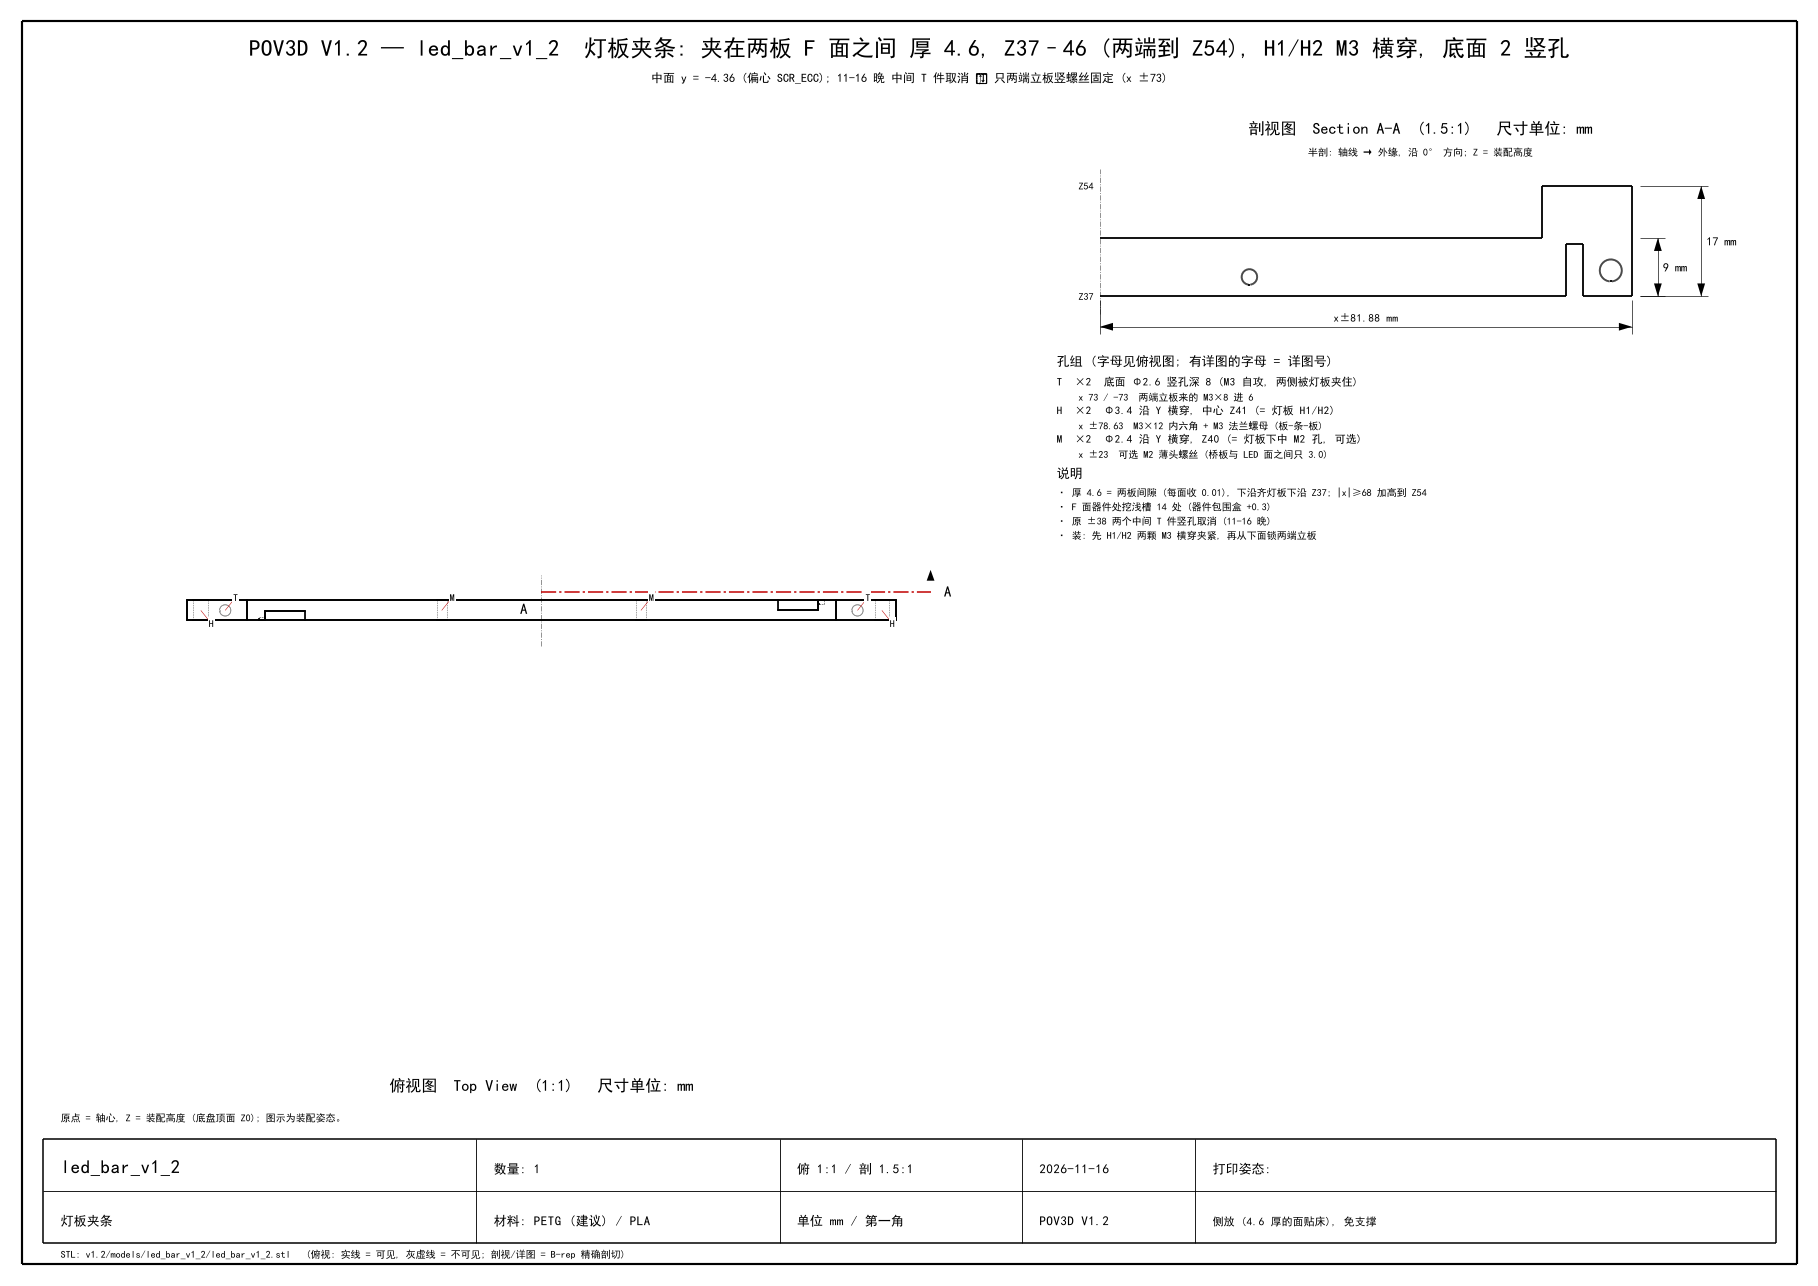 POV3D V1.2 — led_bar_v1_2  灯板夹条: 夹在两板 F 面之间 厚 4.6, Z37–46 (两端到 Z54), H1/H2 M3 横穿, 底面 2 竖孔
中面 y = -4.36 (偏心 SCR_ECC); 11-16 晚 中间 T 件取消 只两端立板竖螺丝固定 (x ±73)
剖视图  Section A-A  (1.5:1)  尺寸单位: mm
半剖: 轴线 → 外缘, 沿 0° 方向; Z = 装配高度
Z54
17 mm
9 mm
Z37
x±81.88 mm
孔组 (字母见俯视图; 有详图的字母 = 详图号)
T  ×2  底面 Φ2.6 竖孔深 8 (M3 自攻, 两侧被灯板夹住)
x 73 / -73  两端立板来的 M3×8 进 6
H  ×2  Φ3.4 沿 Y 横穿, 中心 Z41 (= 灯板 H1/H2)
x ±78.63  M3×12 内六角 + M3 法兰螺母 (板-条-板)
M  ×2  Φ2.4 沿 Y 横穿, Z40 (= 灯板下中 M2 孔, 可选)
x ±23  可选 M2 薄头螺丝 (桥板与 LED 面之间只 3.0)
说明
· 厚 4.6 = 两板间隙 (每面收 0.01), 下沿齐灯板下沿 Z37; |x|≥68 加高到 Z54
· F 面器件处挖浅槽 14 处 (器件包围盒 +0.3)
· 原 ±38 两个中间 T 件竖孔取消 (11-16 晚)
· 装: 先 H1/H2 两颗 M3 横穿夹紧, 再从下面锁两端立板
A
T M M T
A
H H
俯视图  Top View  (1:1)  尺寸单位: mm
原点 = 轴心, Z = 装配高度 (底盘顶面 Z0); 图示为装配姿态。
led_bar_v1_2 数量: 1 俯 1:1 / 剖 1.5:1 2026-11-16 打印姿态:
灯板夹条 材料: PETG (建议) / PLA 单位 mm / 第一角 POV3D V1.2 侧放 (4.6 厚的面贴床), 免支撑
STL: v1.2/models/led_bar_v1_2/led_bar_v1_2.stl  (俯视: 实线 = 可见, 灰虚线 = 不可见; 剖视/详图 = B-rep 精确剖切)